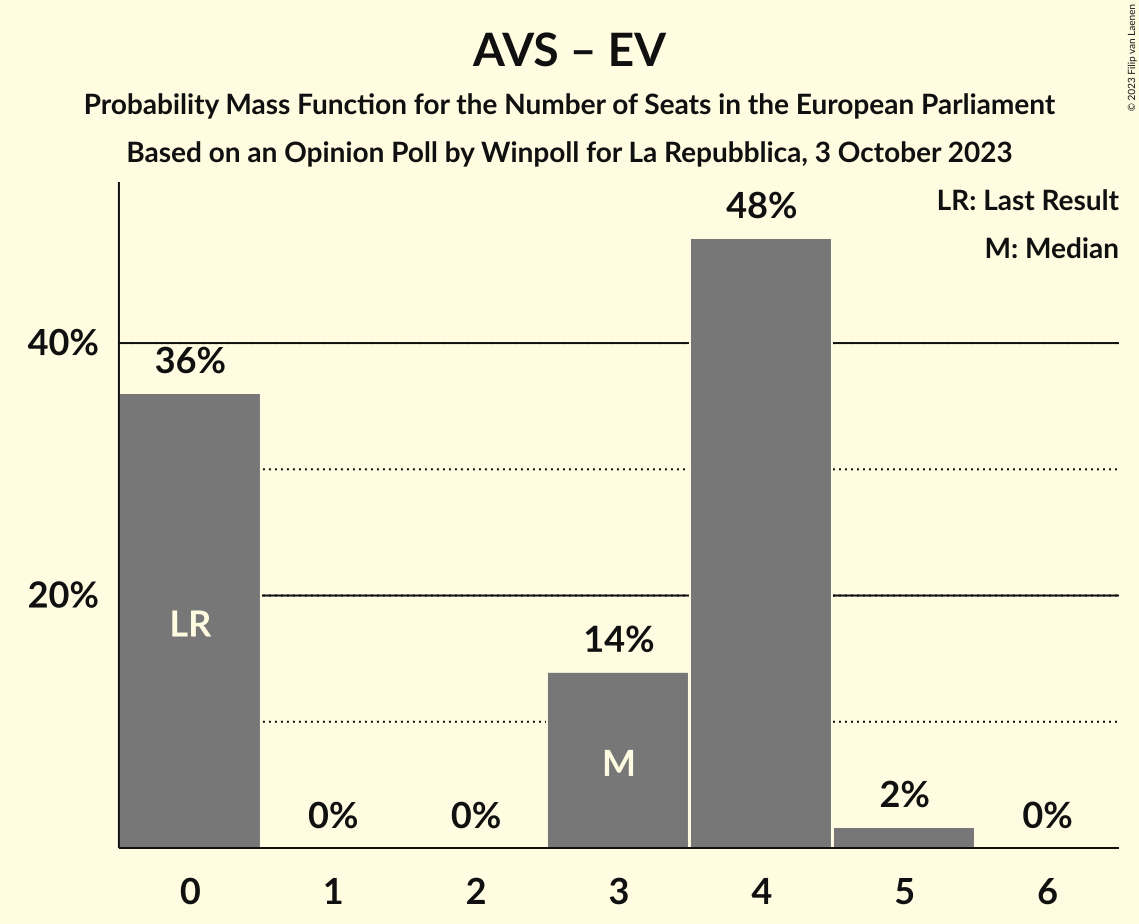 AVS – EV
Probability Mass Function for the Number of Seats in the European Parliament
Based on an Opinion Poll by Winpoll for La Repubblica, 3 October 2023
© 2023 Filip van Laenen
LR: Last Result
M: Median
48%
40%
36%
20%
LR
14%
M
0%
0%
2%
0%
0 1 2 3 4 5 6